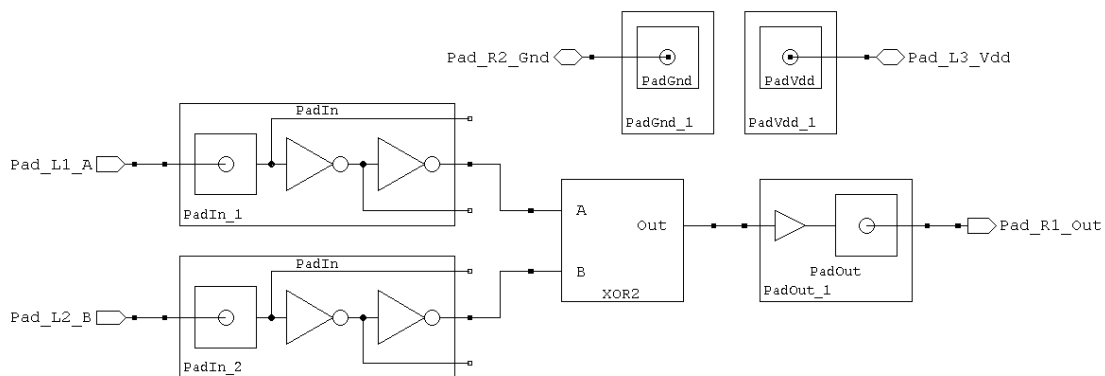 Pad_R2_Gnd
PadGnd
PadGnd_1
PadVdd
PadVdd_1
Pad_L3_Vdd
PadIn
Pad_L1_A
PadIn_1
A
B
Out
XOR2
PadOut
PadOut_1
Pad_R1_Out
PadIn
Pad_L2_B
PadIn_2